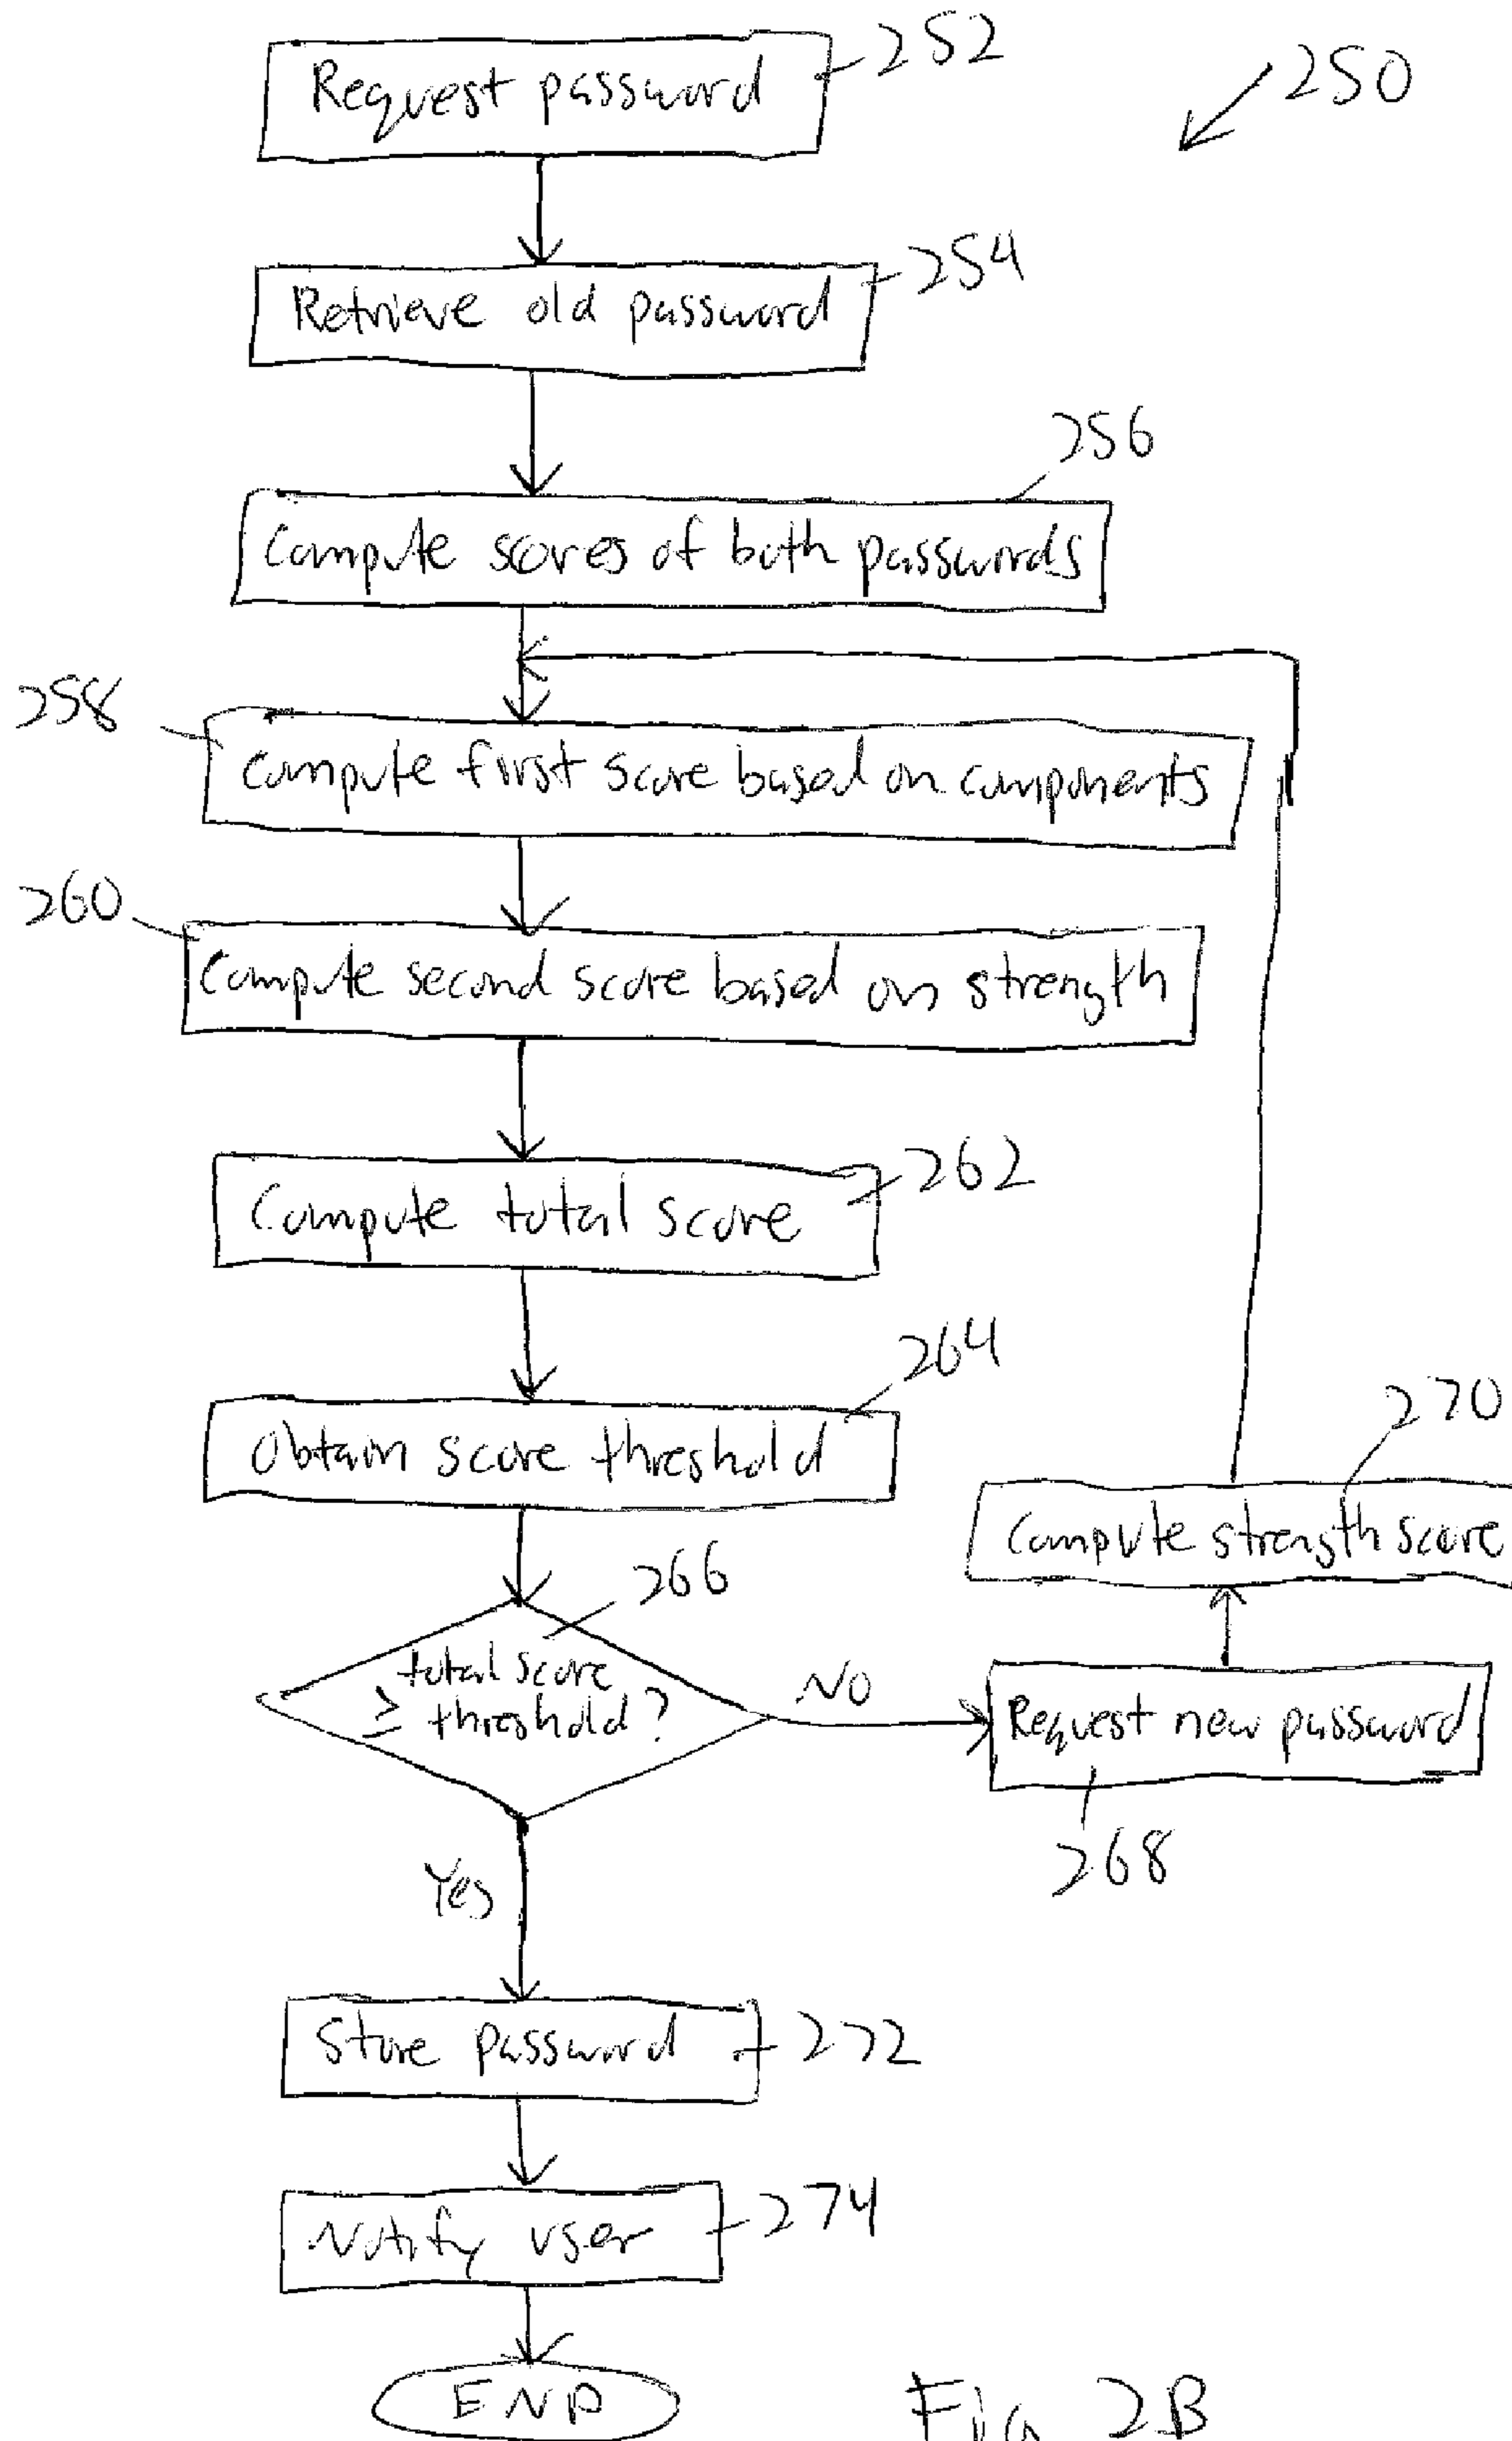 Request password
252
250
Retrieve old password
254
256
Compute scores of both passwords
258
Compute first score based on components
260
Compute second score based on strength
Compute total score
262
264
Obtain score threshold
270
Compute strength score
266
total score
≥ threshold?
No
Request new password
268
Yes
Store password
272
Notify user
274
END
Fig 2B